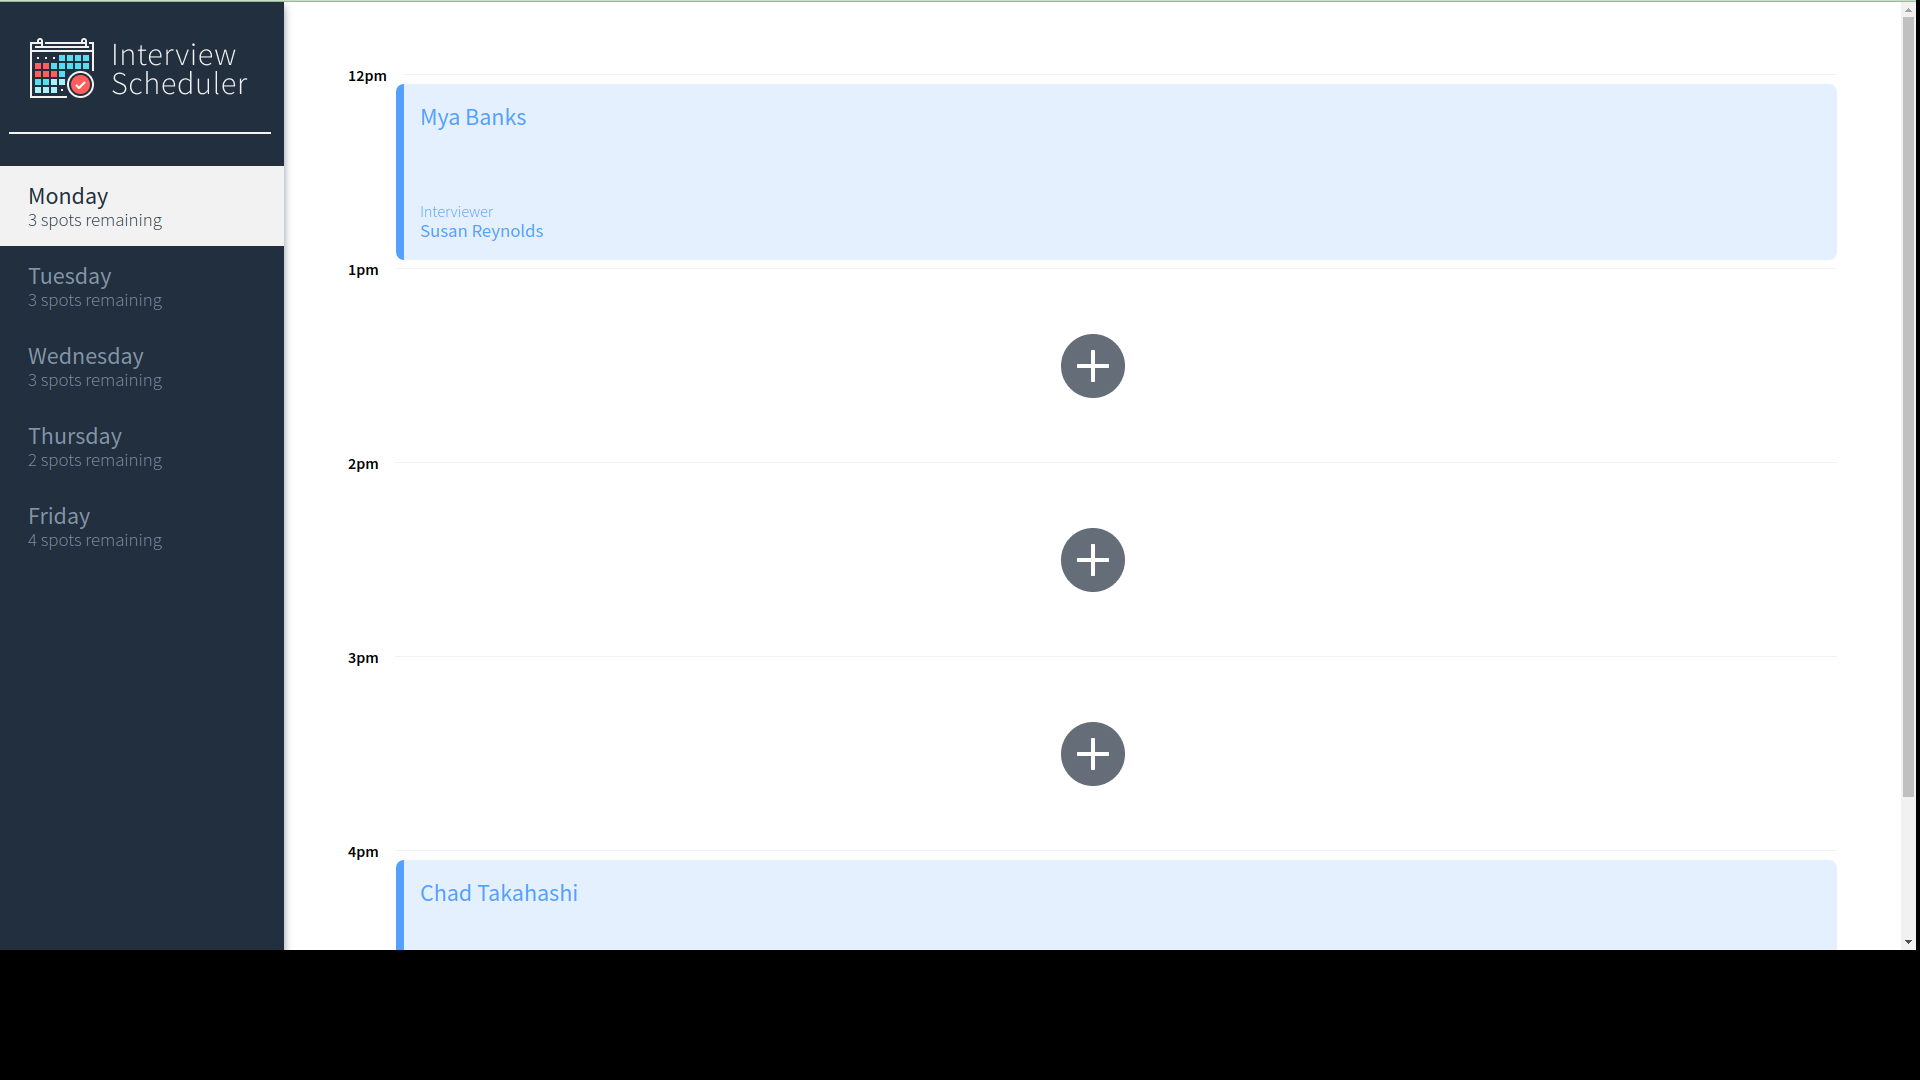 Interview
Scheduler
Monday
3 spots remaining
Tuesday
3 spots remaining
Wednesday
3 spots remaining
Thursday
2 spots remaining
Friday
4 spots remaining
12pm
Mya Banks
Interviewer
Susan Reynolds
1pm
2pm
3pm
4pm
Chad Takahashi